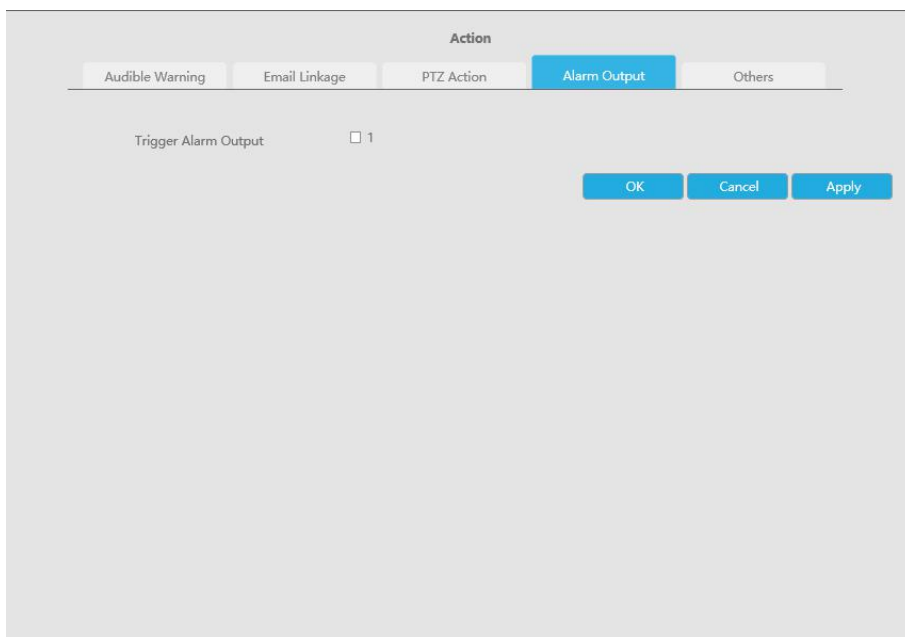 Action
Audible Warning Email Linkage PTZ Action Alarm Output Others
Trigger Alarm Output 1
OK Cancel Apply